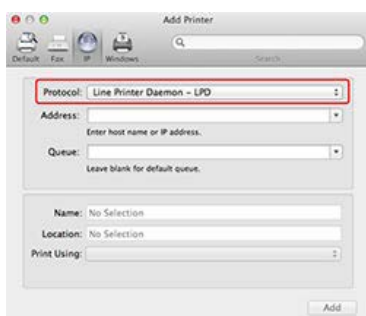 Add Printer
Default Fax IP Windows Search
Protocol: Line Printer Daemon – LPD
Address:
Enter host name or IP address.
Queue:
Leave blank for default queue.
Name: No Selection
Location: No Selection
Print Using:
Add